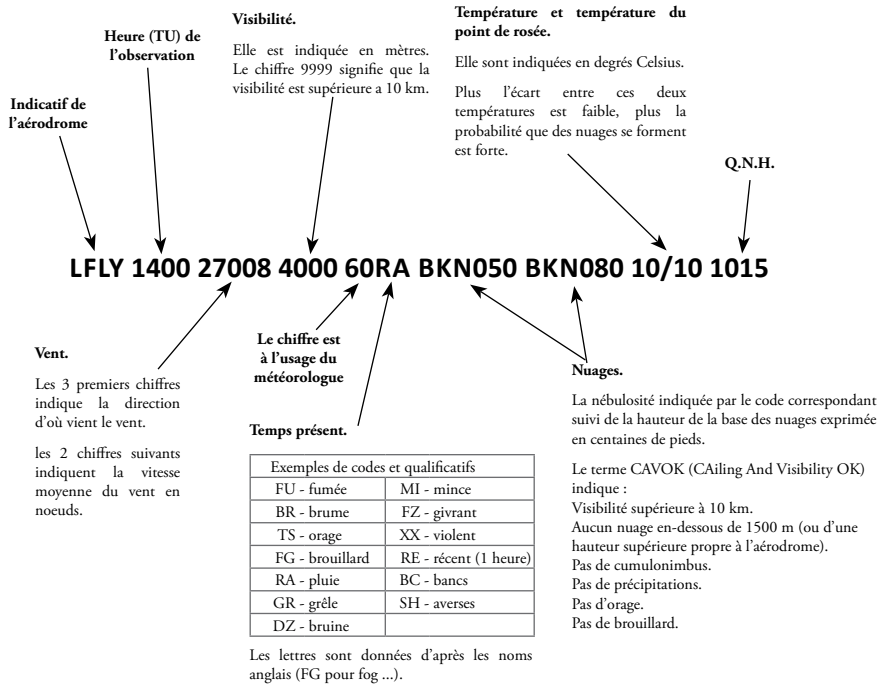 Indicatif de
l'aérodrome
Heure (TU) de
l'observation
Visibilité.
Elle est indiquée en mètres.
Le chiffre 9999 signifie que la
visibilité est supérieure a 10 km.
Température et température du
point de rosée.
Elle sont indiquées en degrés Celsius.
Plus l'écart entre ces deux
températures est faible, plus la
probabilité que des nuages se forment
est forte.
Q.N.H.
LFLY 1400 27008 4000 60RA BKN050 BKN080 10/10 1015
Vent.
Les 3 premiers chiffres
indique la direction
d'où vient le vent.
les 2 chiffres suivants
indiquent la vitesse
moyenne du vent en
noeuds.
Le chiffre est
à l'usage du
météorologue
Temps présent.
Exemples de codes et qualificatifs
FU - fumée MI - mince
BR - brume FZ - givrant
TS - orage XX - violent
FG - brouillard RE - récent (1 heure)
RA - pluie BC - bancs
GR - grêle SH - averses
DZ - bruine
Les lettres sont données d'après les noms
anglais (FG pour fog ...).
Nuages.
La nébulosité indiquée par le code correspondant
suivi de la hauteur de la base des nuages exprimée
en centaines de pieds.
Le terme CAVOK (CAiling And Visibility OK)
indique :
Visibilité supérieure à 10 km.
Aucun nuage en-dessous de 1500 m (ou d'une
hauteur supérieure propre à l'aérodrome).
Pas de cumulonimbus.
Pas de précipitations.
Pas d'orage.
Pas de brouillard.